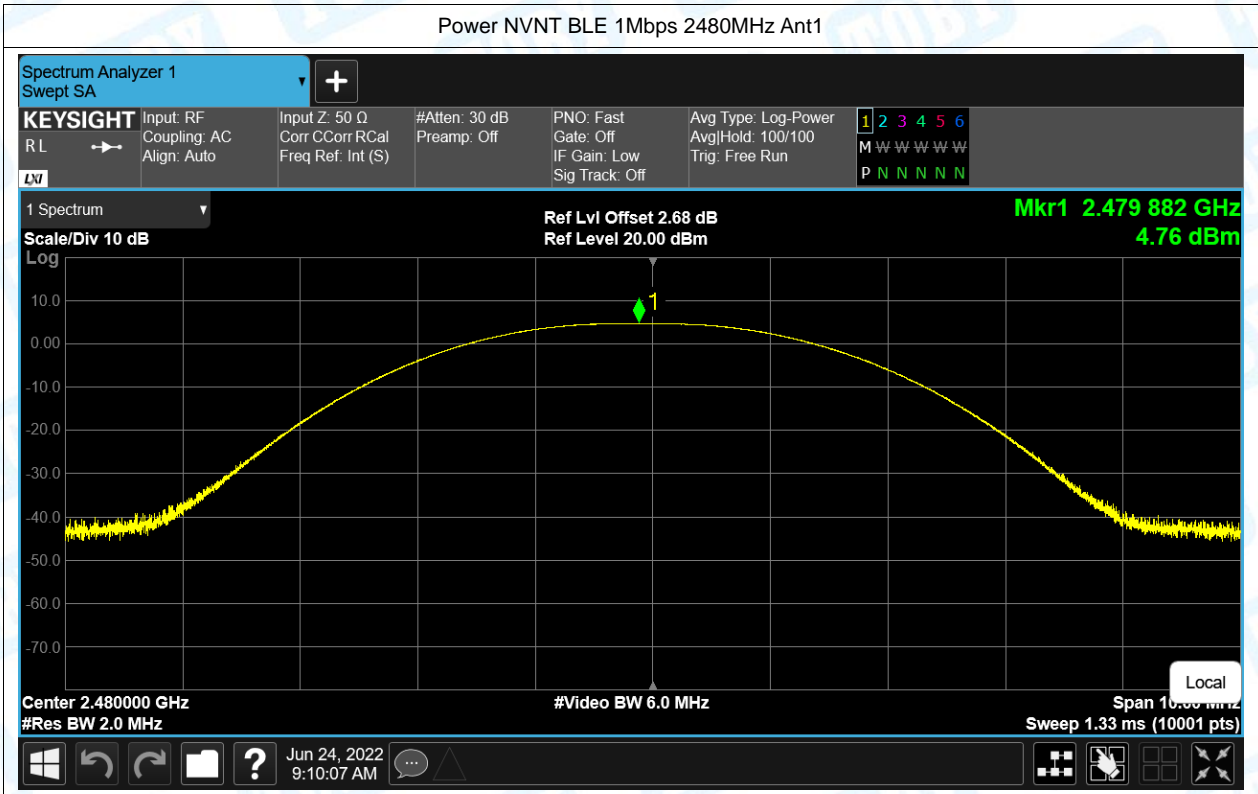 Power NVNT BLE 1Mbps 2480MHz Ant1
Spectrum Analyzer 1
Swept SA
KEYSIGHT
R L
LXI
Input: RF
Coupling: AC
Align: Auto
Input Z: 50 Ω
Corr CCorr RCal
Freq Ref: Int (S)
#Atten: 30 dB
Preamp: Off
PNO: Fast
Gate: Off
IF Gain: Low
Sig Track: Off
Avg Type: Log-Power
Avg|Hold: 100/100
Trig: Free Run
1 2 3 4 5 6
M W W W W W
P N N N N N
1 Spectrum
Scale/Div 10 dB
Log
Ref Lvl Offset 2.68 dB
Ref Level 20.00 dBm
Mkr1 2.479 882 GHz
4.76 dBm
1
10.0
0.00
-10.0
-20.0
-30.0
-40.0
-50.0
-60.0
-70.0
Local
Center 2.480000 GHz
#Video BW 6.0 MHz
Span 10.00 MHz
#Res BW 2.0 MHz
Sweep 1.33 ms (10001 pts)
?
Jun 24, 2022
9:10:07 AM